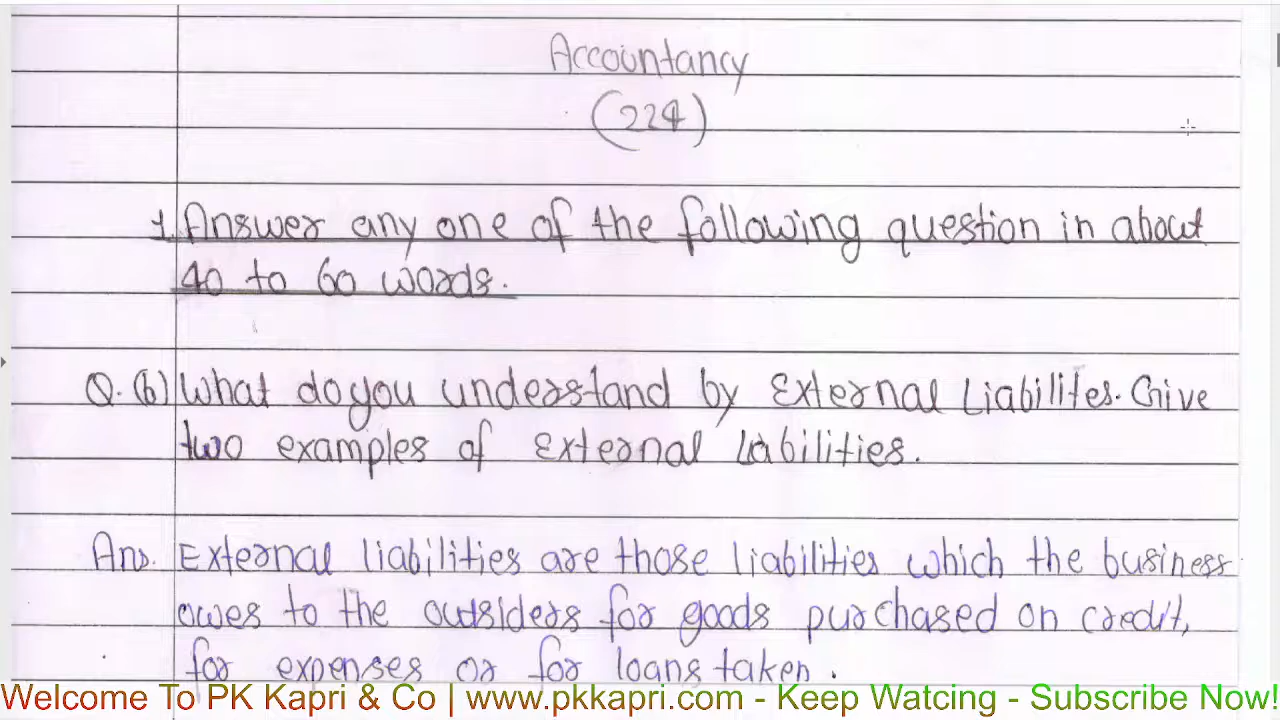 Accountancy
(224)
1. Answer any one of the following question in about
40 to 60 words.
Q. (b) What do you understand by External Liabilites. Give
two examples of External Liabilities.
Ans. External liabilities are those liabilities which the business
owes to the outsiders for goods purchased on credit,
for expenses or for loans taken.
Welcome To PK Kapri & Co | www.pkkapri.com - Keep Watcing - Subscribe Now!